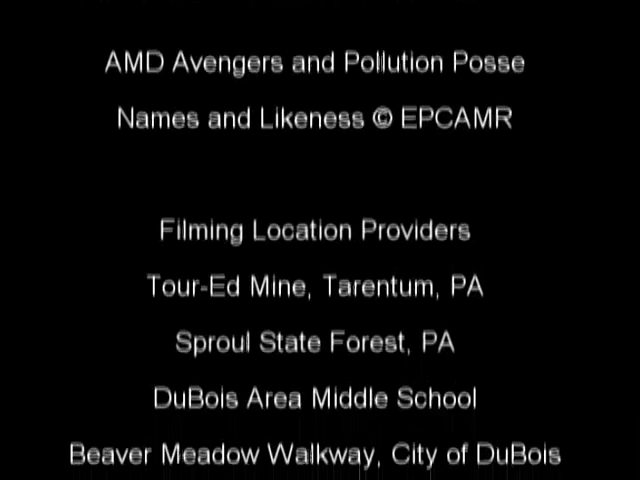 AMD Avengers and Pollution Posse
Names and Likeness © EPCAMR
Filming Location Providers
Tour-Ed Mine, Tarentum, PA
Sproul State Forest, PA
DuBois Area Middle School
Beaver Meadow Walkway, City of DuBois